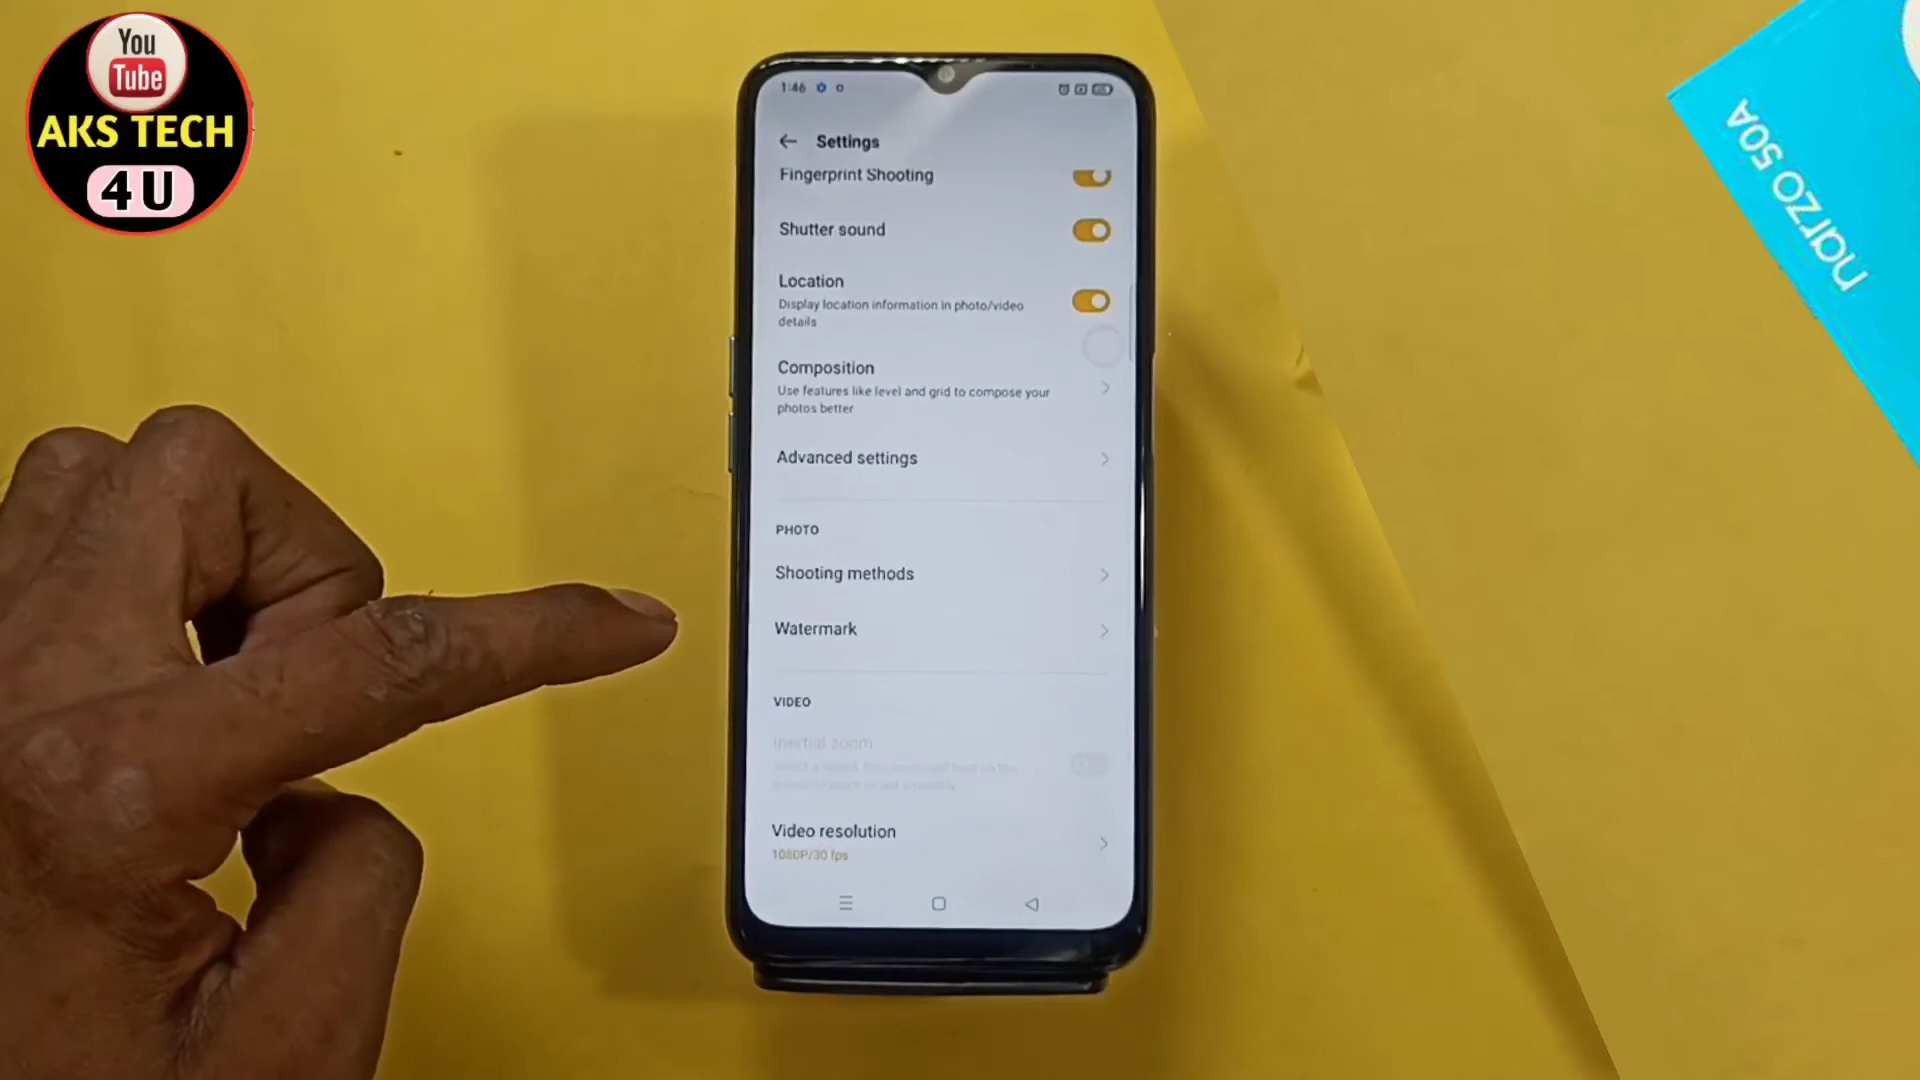 You
Tube
AKS TECH
4U
1:46
Settings
Fingerprint Shooting
Shutter sound
Location
Display location information in photo/video
details
Composition
Use features like level and grid to compose your
photos better
Advanced settings
PHOTO
Shooting methods
Watermark
VIDEO
Inertial zoom
Video resolution
1080P/30 fps
narzo 50A